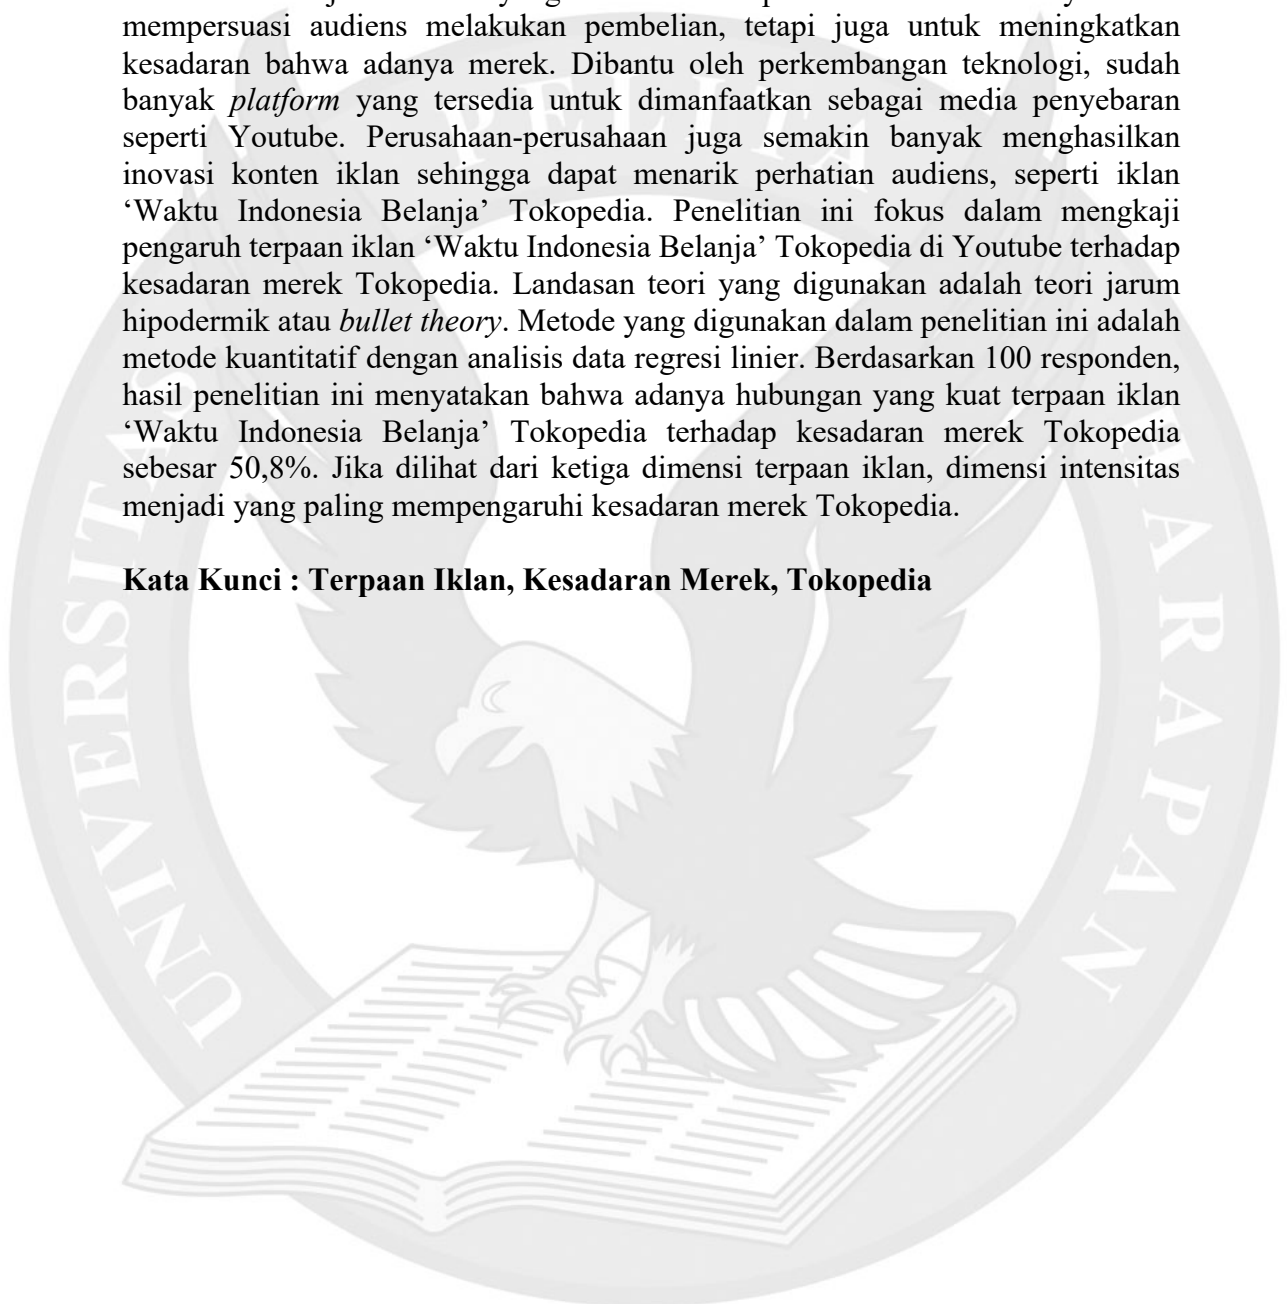 mempersuasi audiens melakukan pembelian, tetapi juga untuk meningkatkan
kesadaran bahwa adanya merek. Dibantu oleh perkembangan teknologi, sudah
banyak platform yang tersedia untuk dimanfaatkan sebagai media penyebaran
seperti Youtube. Perusahaan-perusahaan juga semakin banyak menghasilkan
inovasi konten iklan sehingga dapat menarik perhatian audiens, seperti iklan
‘Waktu Indonesia Belanja’ Tokopedia. Penelitian ini fokus dalam mengkaji
pengaruh terpaan iklan ‘Waktu Indonesia Belanja’ Tokopedia di Youtube terhadap
kesadaran merek Tokopedia. Landasan teori yang digunakan adalah teori jarum
hipodermik atau bullet theory. Metode yang digunakan dalam penelitian ini adalah
metode kuantitatif dengan analisis data regresi linier. Berdasarkan 100 responden,
hasil penelitian ini menyatakan bahwa adanya hubungan yang kuat terpaan iklan
‘Waktu Indonesia Belanja’ Tokopedia terhadap kesadaran merek Tokopedia
sebesar 50,8%. Jika dilihat dari ketiga dimensi terpaan iklan, dimensi intensitas
menjadi yang paling mempengaruhi kesadaran merek Tokopedia.
Kata Kunci : Terpaan Iklan, Kesadaran Merek, Tokopedia
UNIVERSITAS
PELITA
HARAPAN